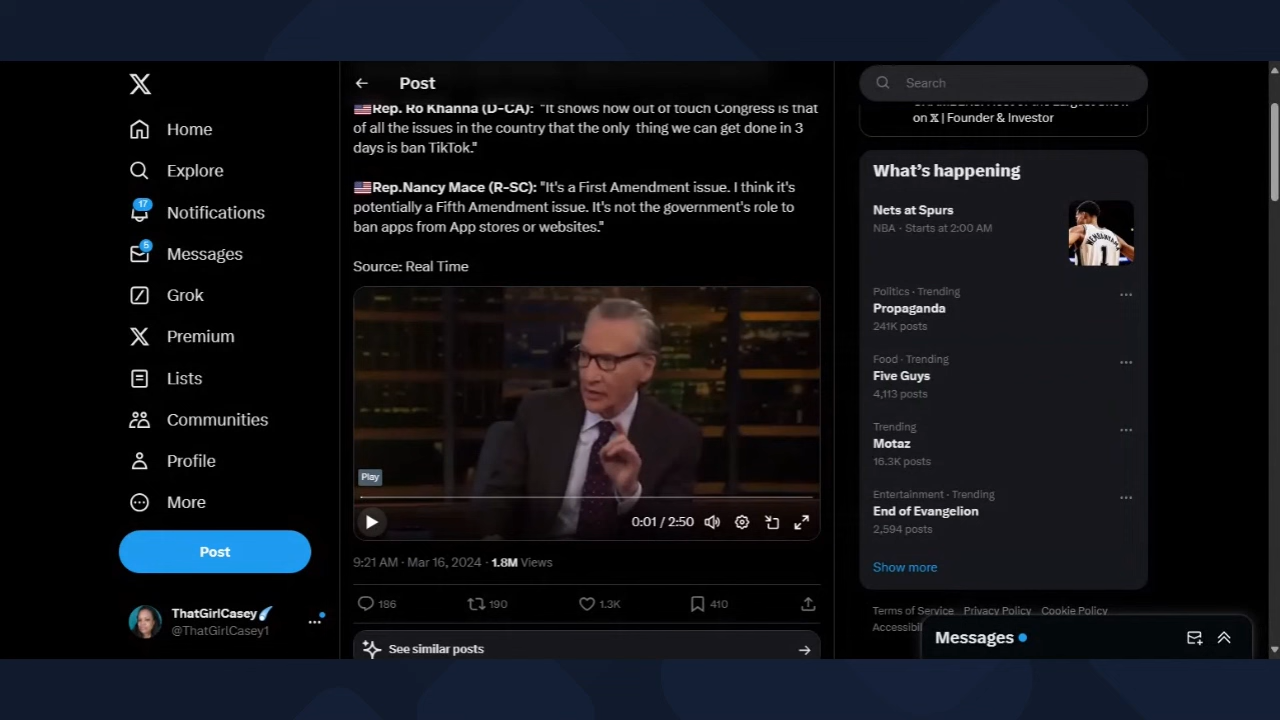 Home
Explore
17
Notifications
5
Messages
Grok
Premium
Lists
Communities
Profile
More
Post
ThatGirlCasey
@ThatGirlCasey1
Post
Rep. Ro Khanna (D-CA): "It shows how out of touch Congress is that
of all the issues in the country that the only thing we can get done in 3
days is ban TikTok."
Rep.Nancy Mace (R-SC): "It's a First Amendment issue. I think it's
potentially a Fifth Amendment issue. It's not the government's role to
ban apps from App stores or websites."
Source: Real Time
Play
0:01 / 2:50
9:21 AM · Mar 16, 2024 · 1.8M Views
186
190
1.3K
410
See similar posts
Search
on X | Founder & Investor
What's happening
Nets at Spurs
NBA · Starts at 2:00 AM
1
Politics · Trending
Propaganda
241K posts
Food · Trending
Five Guys
4,113 posts
Trending
Motaz
16.3K posts
Entertainment · Trending
End of Evangelion
2,594 posts
Show more
Terms of Service Privacy Policy Cookie Policy
Messages